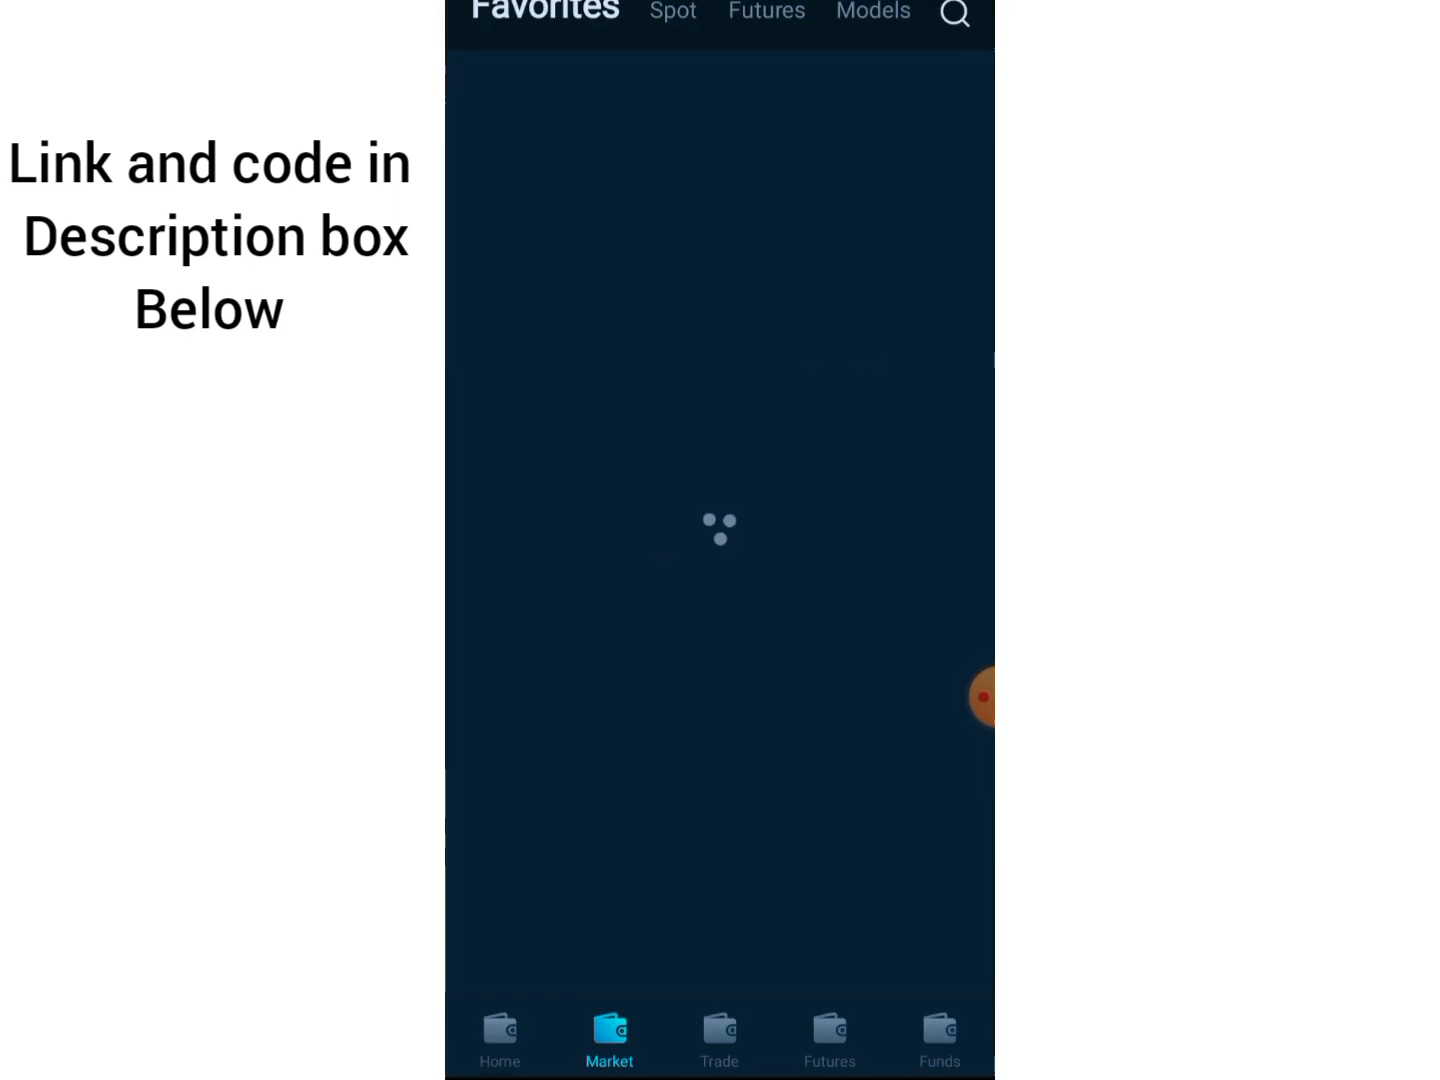 Favorites Spot Futures Models
Link and code in
Description box
Below
Home Market Trade Futures Funds